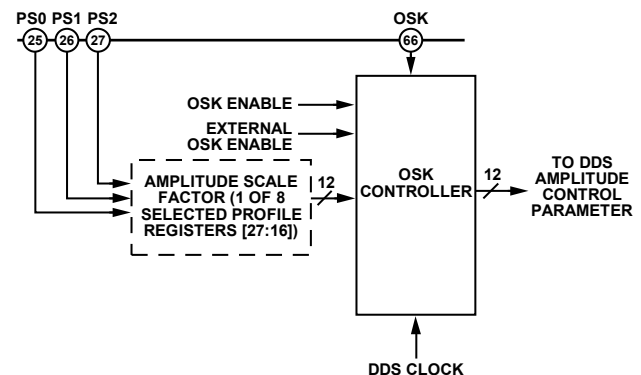 PS0 PS1 PS2
OSK
25
26
27
66
OSK ENABLE
EXTERNAL
OSK ENABLE
AMPLITUDE SCALE
FACTOR (1 OF 8
SELECTED PROFILE
REGISTERS [27:16])
12
OSK
CONTROLLER
12
TO DDS
AMPLITUDE
CONTROL
PARAMETER
DDS CLOCK